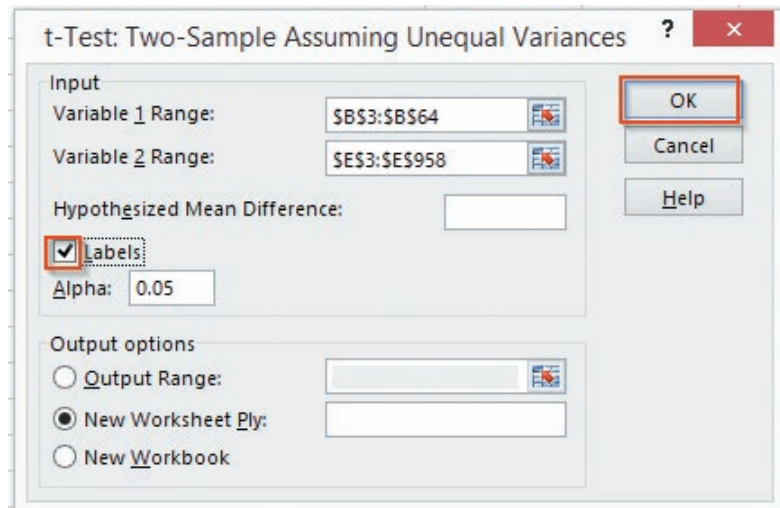 t-Test: Two-Sample Assuming Unequal Variances ? ×
Input
Variable 1 Range: $B$3:$B$64
Variable 2 Range: $E$3:$E$958
Hypothesized Mean Difference:
Labels
Alpha: 0.05
OK
Cancel
Help
Output options
Output Range:
New Worksheet Ply:
New Workbook